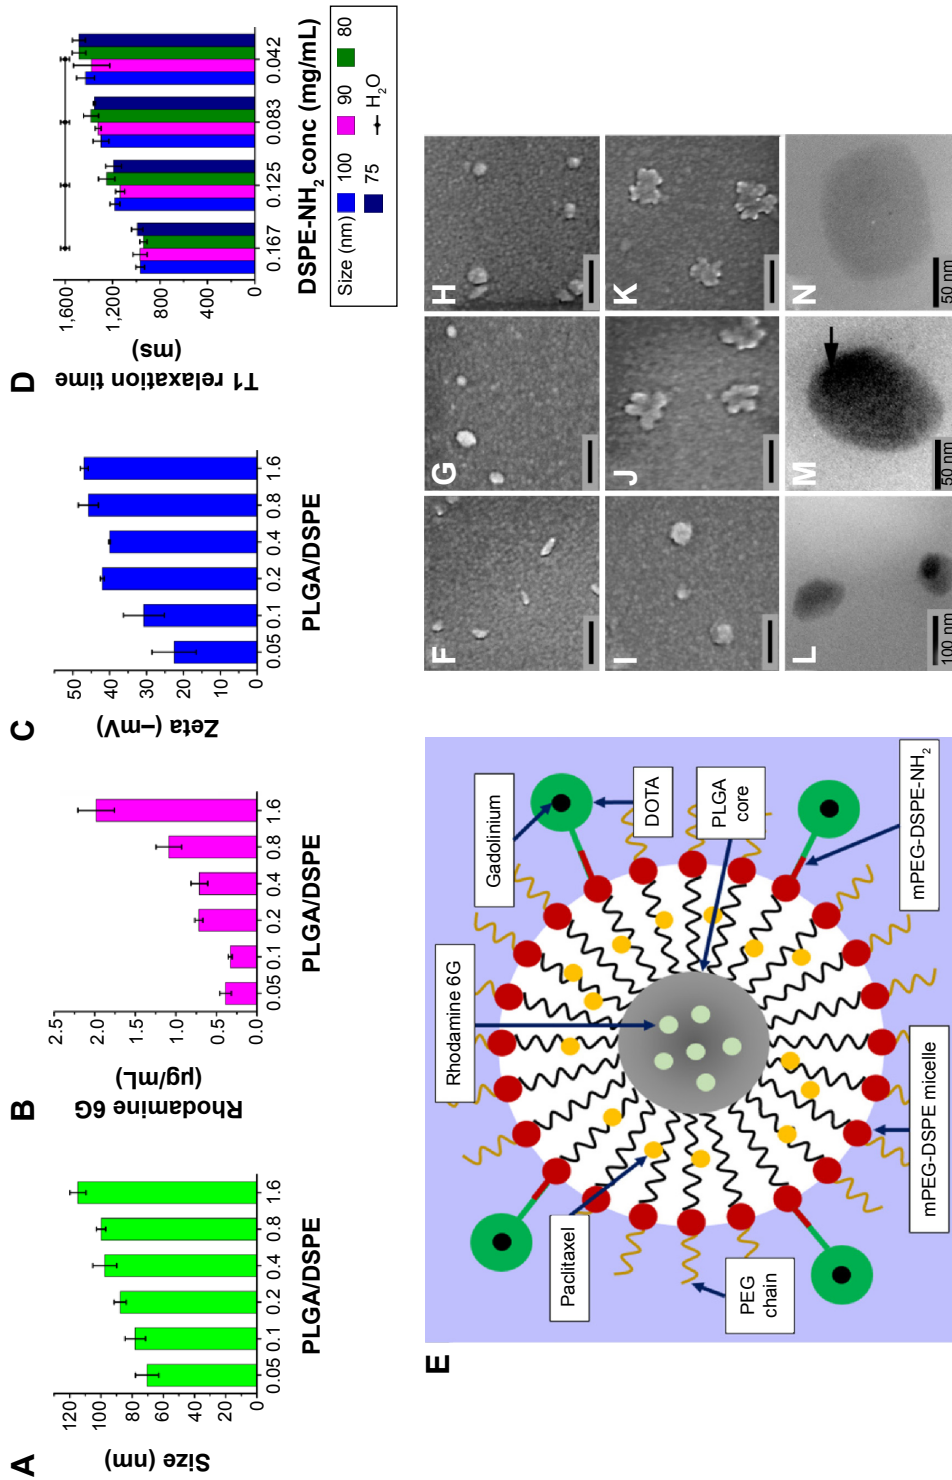 A
Size (nm)
120
100
80
60
40
20
0
0.05 0.1 0.2 0.4 0.8 1.6
PLGA/DSPE
B
Rhodamine 6G
(µg/mL)
2.5
2.0
1.5
1.0
0.5
0.0
0.05 0.1 0.2 0.4 0.8 1.6
PLGA/DSPE
C
Zeta (–mV)
50
40
30
20
10
0
0.05 0.1 0.2 0.4 0.8 1.6
PLGA/DSPE
D
T1 relaxation time
(ms)
1,600
1,200
800
400
0
0.167 0.125 0.083 0.042
DSPE-NH2 conc (mg/mL)
Size (nm) 100 90 80
75 H2O
E
Rhodamine 6G
Gadolinium
Paclitaxel
DOTA
PEG
chain
PLGA
core
mPEG-DSPE micelle
mPEG-DSPE-NH2
F
G
H
I
J
K
L
100 nm
M
50 nm
N
50 nm